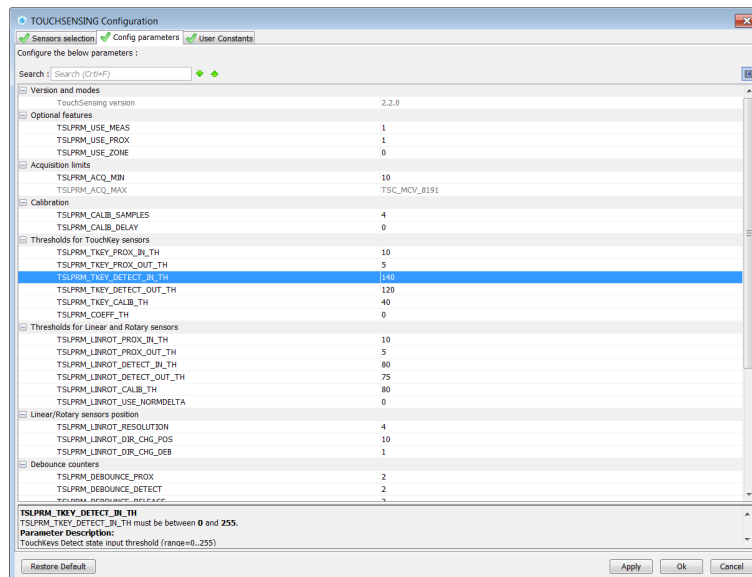 TOUCHSENSING Configuration
Sensors selection Config parameters User Constants
Configure the below parameters :
Search : Search (Crtl+F)
Version and modes
TouchSensing version 2.2.0
Optional features
TSLPRM_USE_MEAS 1
TSLPRM_USE_PROX 1
TSLPRM_USE_ZONE 0
Acquisition limits
TSLPRM_ACQ_MIN 10
TSLPRM_ACQ_MAX TSC_MCV_8191
Calibration
TSLPRM_CALIB_SAMPLES 4
TSLPRM_CALIB_DELAY 0
Thresholds for TouchKey sensors
TSLPRM_TKEY_PROX_IN_TH 10
TSLPRM_TKEY_PROX_OUT_TH 5
TSLPRM_TKEY_DETECT_IN_TH 140
TSLPRM_TKEY_DETECT_OUT_TH 120
TSLPRM_TKEY_CALIB_TH 40
TSLPRM_COEFF_TH 0
Thresholds for Linear and Rotary sensors
TSLPRM_LINROT_PROX_IN_TH 10
TSLPRM_LINROT_PROX_OUT_TH 5
TSLPRM_LINROT_DETECT_IN_TH 80
TSLPRM_LINROT_DETECT_OUT_TH 75
TSLPRM_LINROT_CALIB_TH 80
TSLPRM_LINROT_USE_NORMDELTA 0
Linear/Rotary sensors position
TSLPRM_LINROT_RESOLUTION 4
TSLPRM_LINROT_DIR_CHG_POS 10
TSLPRM_LINROT_DIR_CHG_DEB 1
Debounce counters
TSLPRM_DEBOUNCE_PROX 2
TSLPRM_DEBOUNCE_DETECT 2
TSLPRM_DEBOUNCE_RELEASE 2
TSLPRM_TKEY_DETECT_IN_TH
TSLPRM_TKEY_DETECT_IN_TH must be between 0 and 255.
Parameter Description:
TouchKeys Detect state input threshold (range=0..255)
Restore Default Apply Ok Cancel